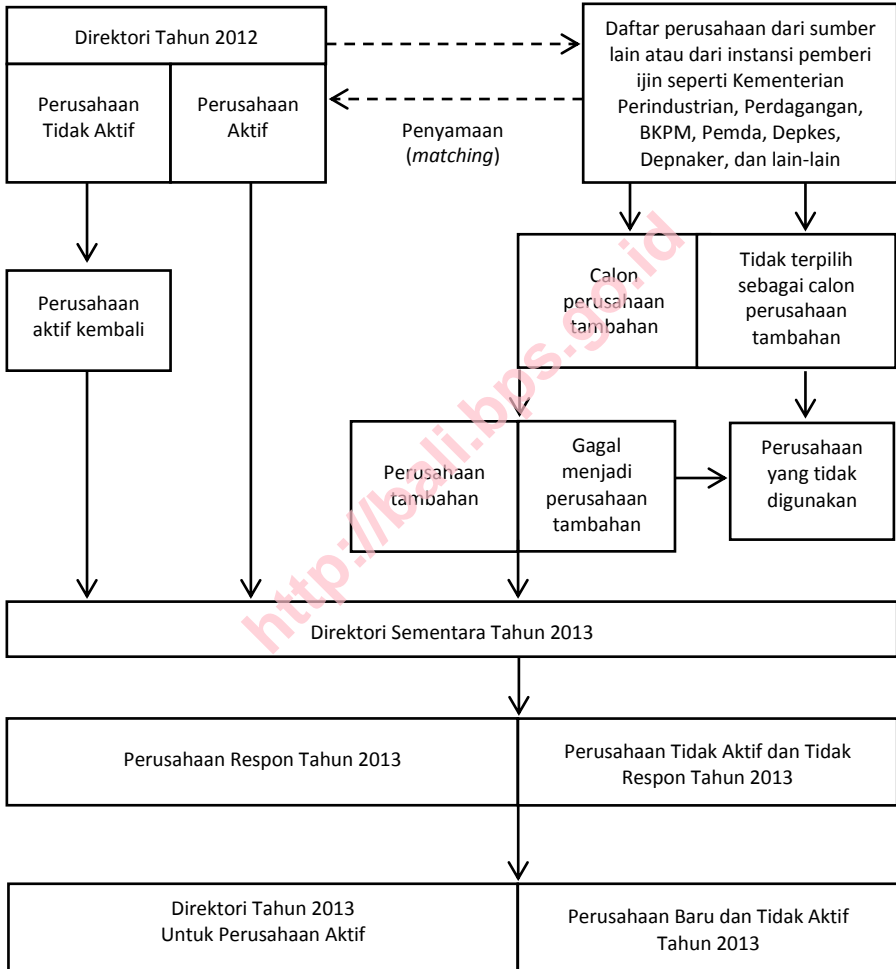 Direktori Tahun 2012
Perusahaan
Tidak Aktif
Perusahaan
Aktif
Penyamaan
(matching)
Daftar perusahaan dari sumber
lain atau dari instansi pemberi
ijin seperti Kementerian
Perindustrian, Perdagangan,
BKPM, Pemda, Depkes,
Depnaker, dan lain-lain
Perusahaan
aktif kembali
Calon
perusahaan
tambahan
Tidak terpilih
sebagai calon
perusahaan
tambahan
Perusahaan
tambahan
Gagal
menjadi
perusahaan
tambahan
Perusahaan
yang tidak
digunakan
Direktori Sementara Tahun 2013
Perusahaan Respon Tahun 2013
Perusahaan Tidak Aktif dan Tidak
Respon Tahun 2013
Direktori Tahun 2013
Untuk Perusahaan Aktif
Perusahaan Baru dan Tidak Aktif
Tahun 2013
http://bali.bps.go.id